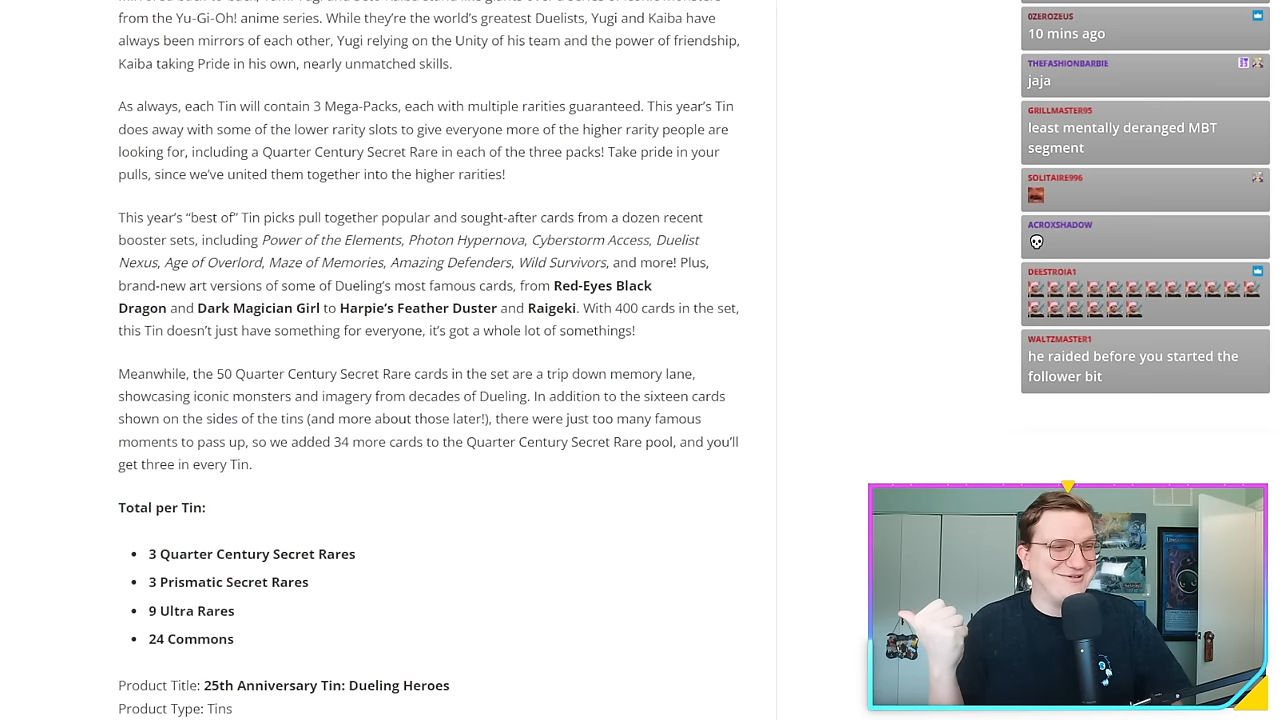 from the Yu-Gi-Oh! anime series. While they're the world's greatest Duelists, Yugi and Kaiba have
always been mirrors of each other, Yugi relying on the Unity of his team and the power of friendship,
Kaiba taking Pride in his own, nearly unmatched skills.
As always, each Tin will contain 3 Mega-Packs, each with multiple rarities guaranteed. This year's Tin
does away with some of the lower rarity slots to give everyone more of the higher rarity people are
looking for, including a Quarter Century Secret Rare in each of the three packs! Take pride in your
pulls, since we've united them together into the higher rarities!
This year's “best of” Tin picks pull together popular and sought-after cards from a dozen recent
booster sets, including Power of the Elements, Photon Hypernova, Cyberstorm Access, Duelist
Nexus, Age of Overlord, Maze of Memories, Amazing Defenders, Wild Survivors, and more! Plus,
brand-new art versions of some of Dueling's most famous cards, from Red-Eyes Black
Dragon and Dark Magician Girl to Harpie's Feather Duster and Raigeki. With 400 cards in the set,
this Tin doesn't just have something for everyone, it's got a whole lot of somethings!
Meanwhile, the 50 Quarter Century Secret Rare cards in the set are a trip down memory lane,
showcasing iconic monsters and imagery from decades of Dueling. In addition to the sixteen cards
shown on the sides of the tins (and more about those later!), there were just too many famous
moments to pass up, so we added 34 more cards to the Quarter Century Secret Rare pool, and you'll
get three in every Tin.
Total per Tin:
• 3 Quarter Century Secret Rares
• 3 Prismatic Secret Rares
• 9 Ultra Rares
• 24 Commons
Product Title: 25th Anniversary Tin: Dueling Heroes
Product Type: Tins
0ZEROZEUS
10 mins ago
THEFASHIONBARBIE
jaja
GRILLMASTER95
least mentally deranged MBT
segment
SOLITAIRE996
ACROXSHADOW
DEESTROIA1
WALTZMASTER1
he raided before you started the
follower bit